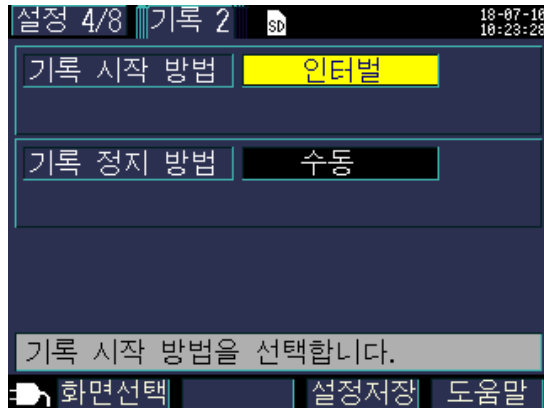 설정 4/8 기록 2 SD 18-07-16
10:23:28
기록 시작 방법 인터벌
기록 정지 방법 수동
기록 시작 방법을 선택합니다.
화면선택 설정저장 도움말